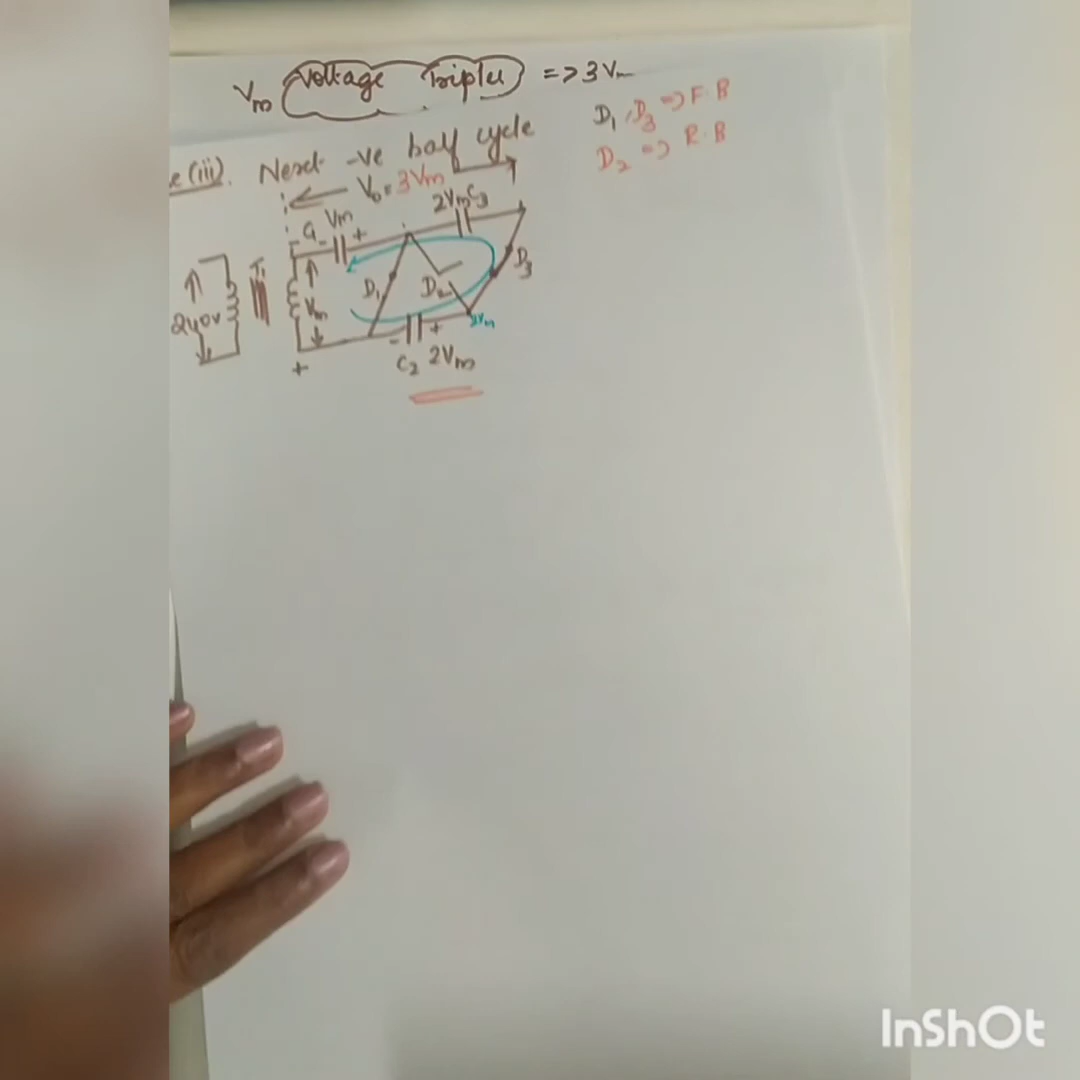 Vm Voltage Tripler => 3Vm
D1, D3 => F.B
D2 => R.B
e (iii). Next -ve half cycle
V0 = 3Vm
C1 - Vm +
2Vm C3
240V
T1
Vm
D1
D2
D3
2Vm
- +
+
C2 2Vm
InShOt